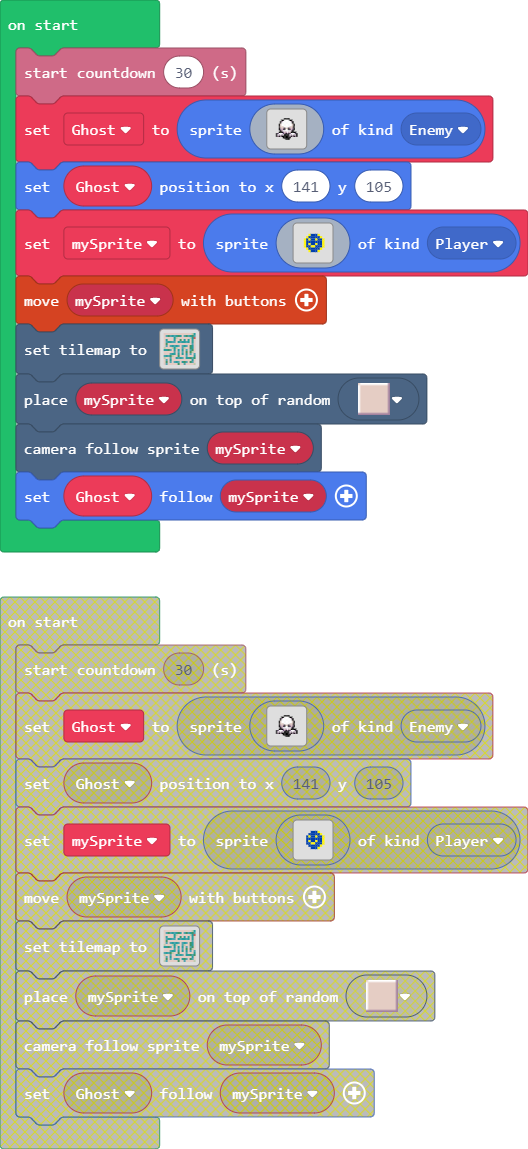 on start
start countdown 30 (s)
set Ghost to sprite of kind Enemy
set Ghost position to x 141 y 105
set mySprite to sprite of kind Player
move mySprite with buttons
set tilemap to
place mySprite on top of random
camera follow sprite mySprite
set Ghost follow mySprite
on start
start countdown 30 (s)
set Ghost to sprite of kind Enemy
set Ghost position to x 141 y 105
set mySprite to sprite of kind Player
move mySprite with buttons
set tilemap to
place mySprite on top of random
camera follow sprite mySprite
set Ghost follow mySprite